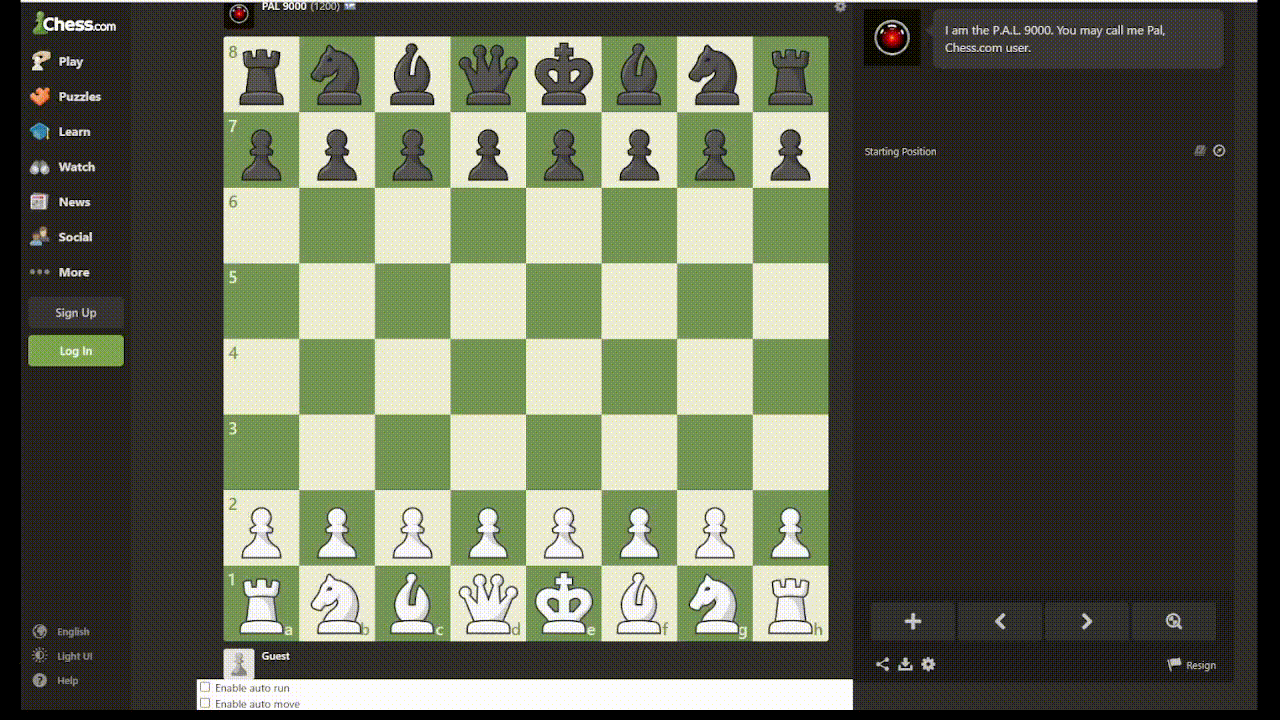 Chess.com
Play
Puzzles
Learn
Watch
News
Social
More
Sign Up
Log In
English
Light UI
Help
PAL 9000 (1200)
8
7
6
5
4
3
2
1
a b c d e f g h
Guest
Enable auto run
Enable auto move
I am the P.A.L. 9000. You may call me Pal,
Chess.com user.
Starting Position
Resign